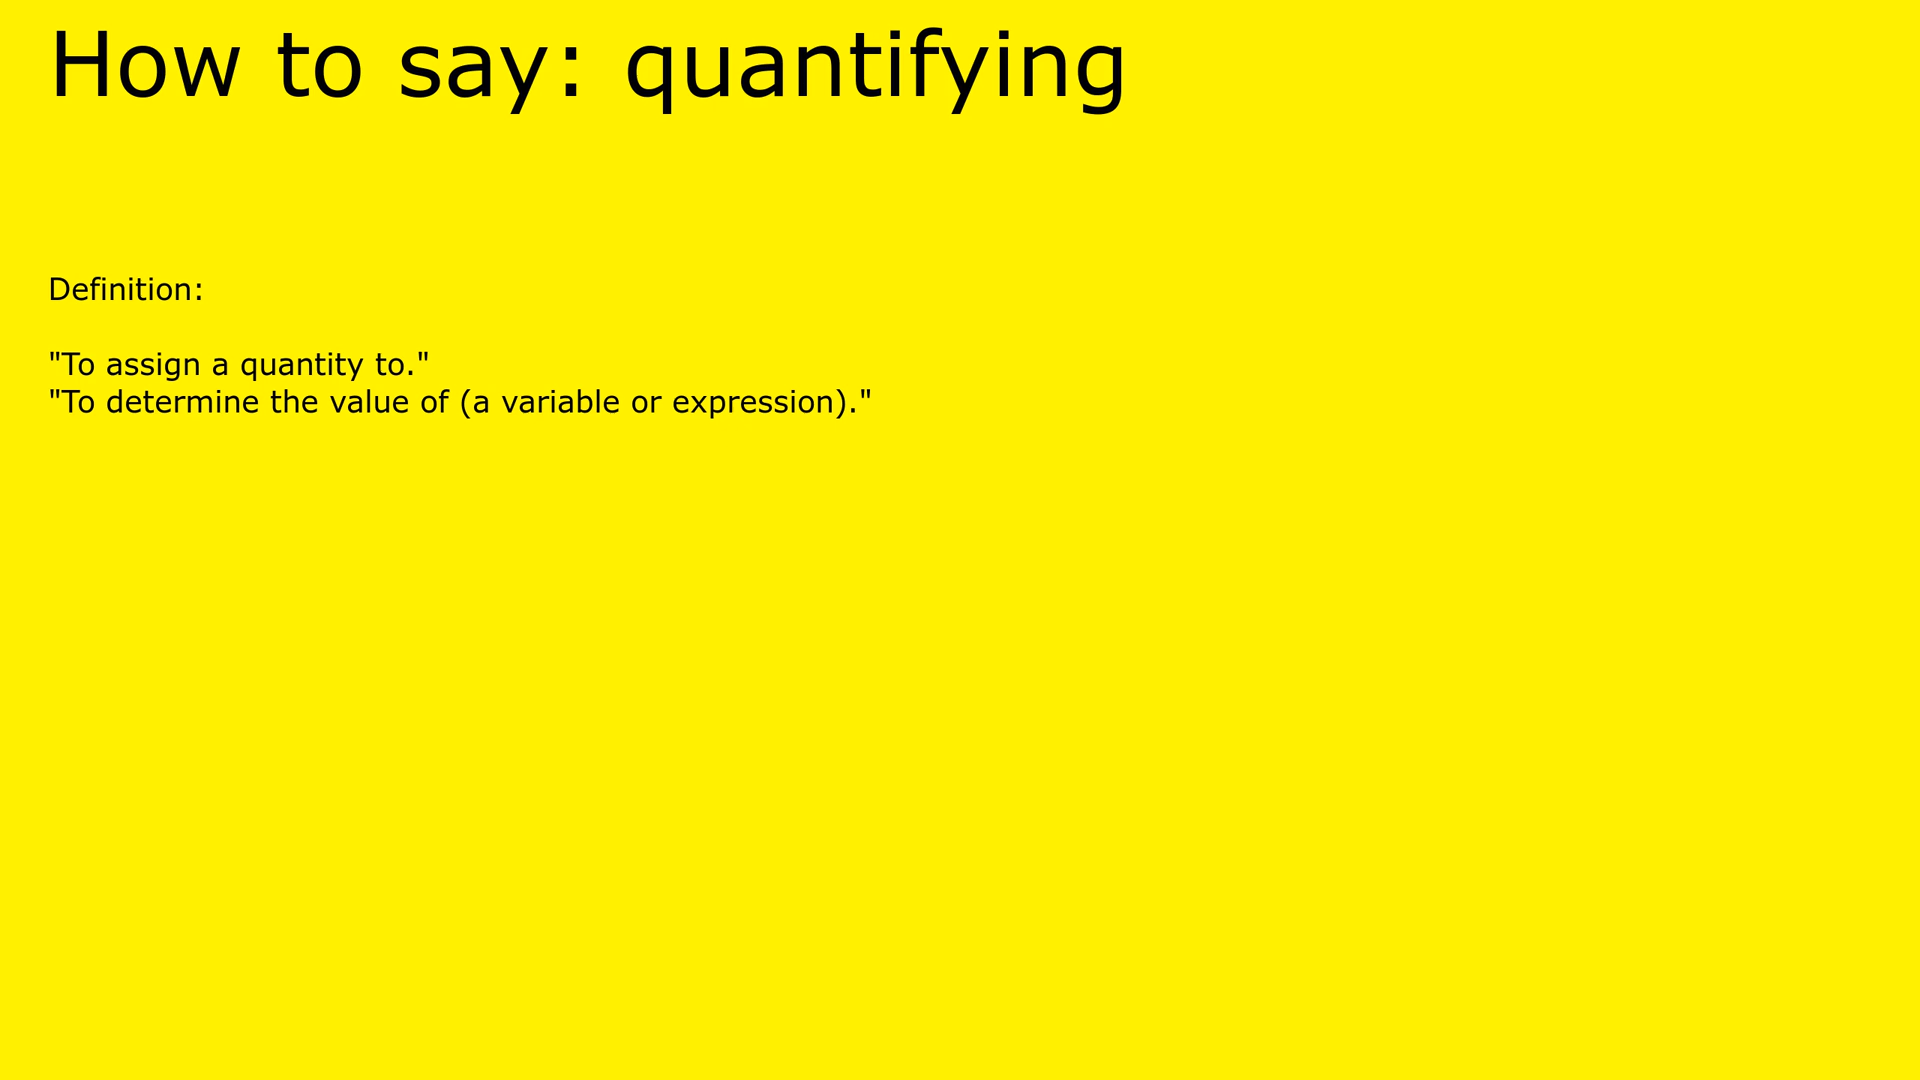 How to say: quantifying
Definition:
"To assign a quantity to."
"To determine the value of (a variable or expression)."